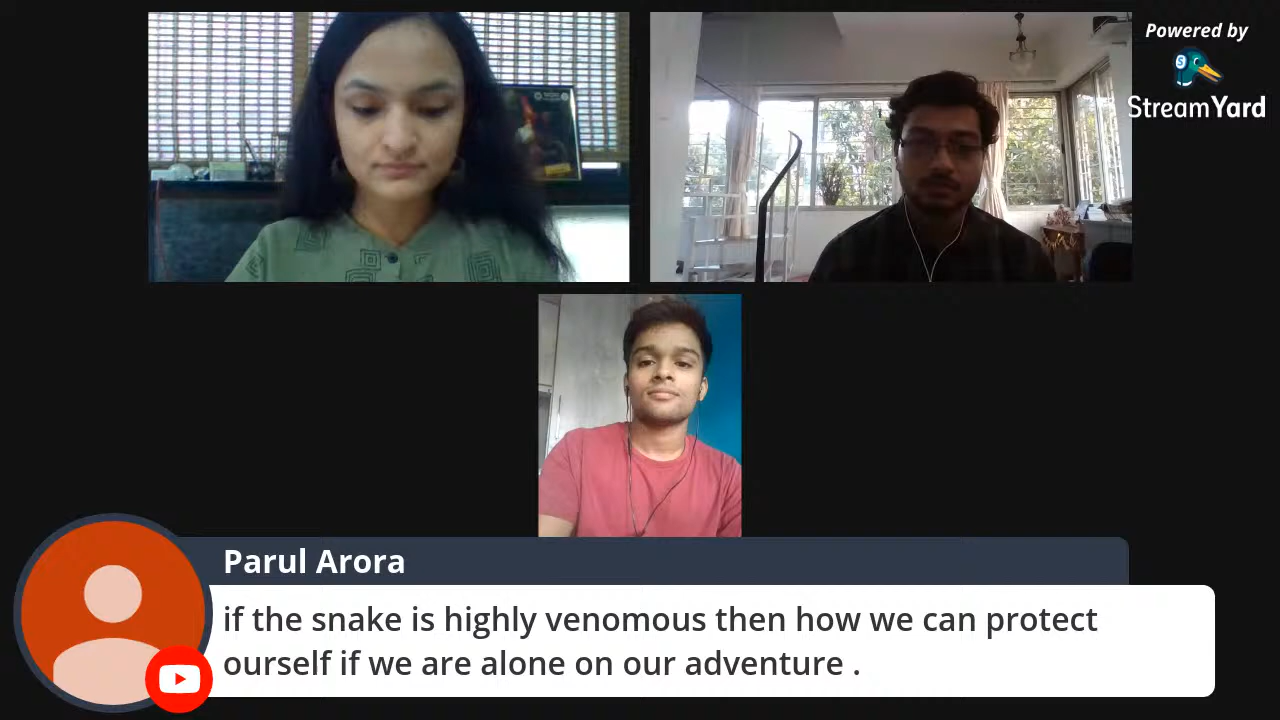 Powered by
StreamYard
Parul Arora
if the snake is highly venomous then how we can protect
ourself if we are alone on our adventure .